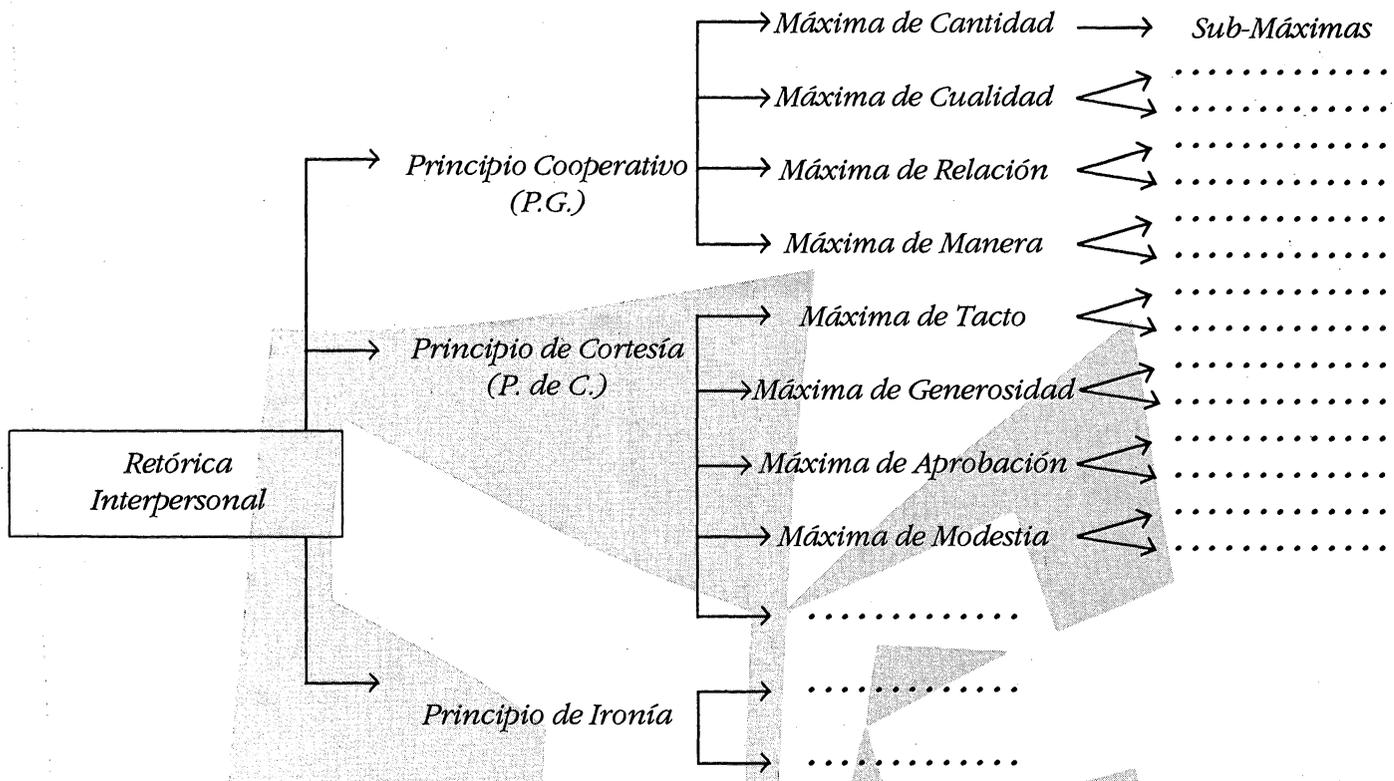 Máxima de Cantidad
Sub-Máximas
Máxima de Cualidad
Principio Cooperativo
(P.G.)
Máxima de Relación
Máxima de Manera
Máxima de Tacto
Principio de Cortesía
(P. de C.)
Máxima de Generosidad
Retórica
Interpersonal
Máxima de Aprobación
Máxima de Modestia
Principio de Ironía